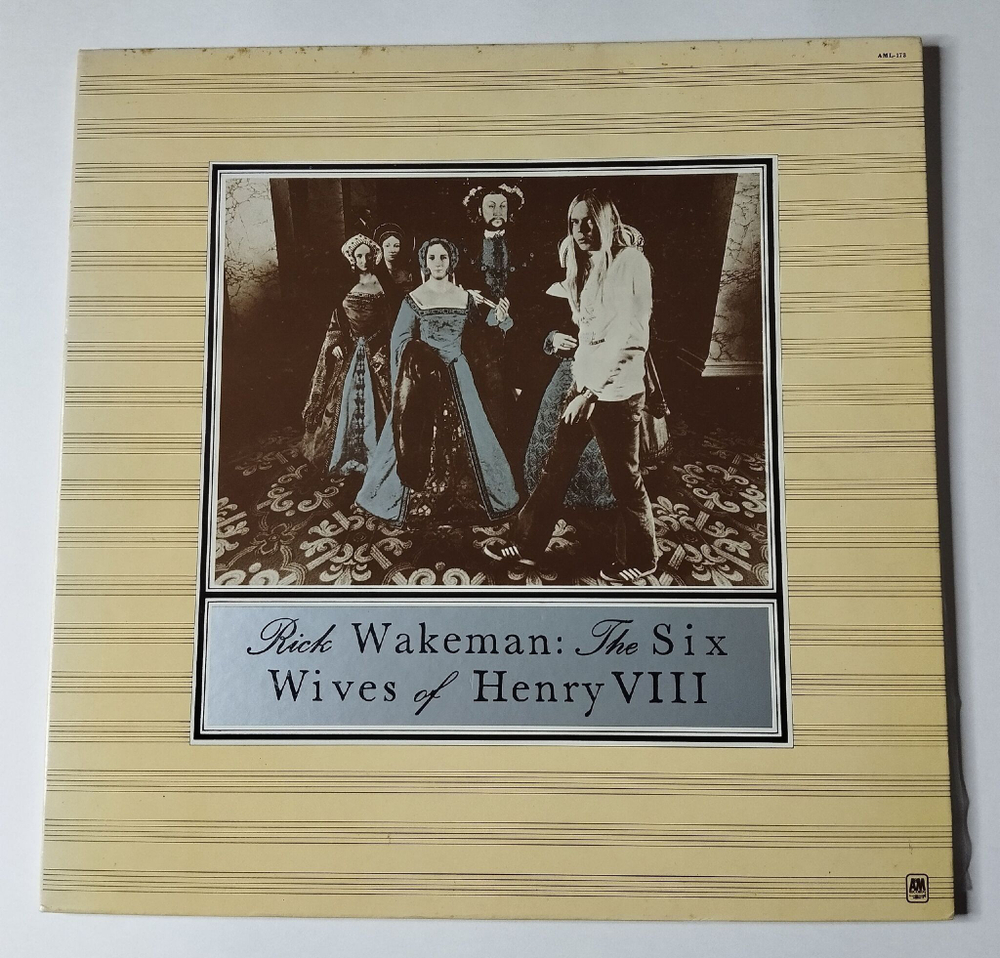 AML-173
Rick Wakeman: The Six
Wives of Henry VIII
A&M